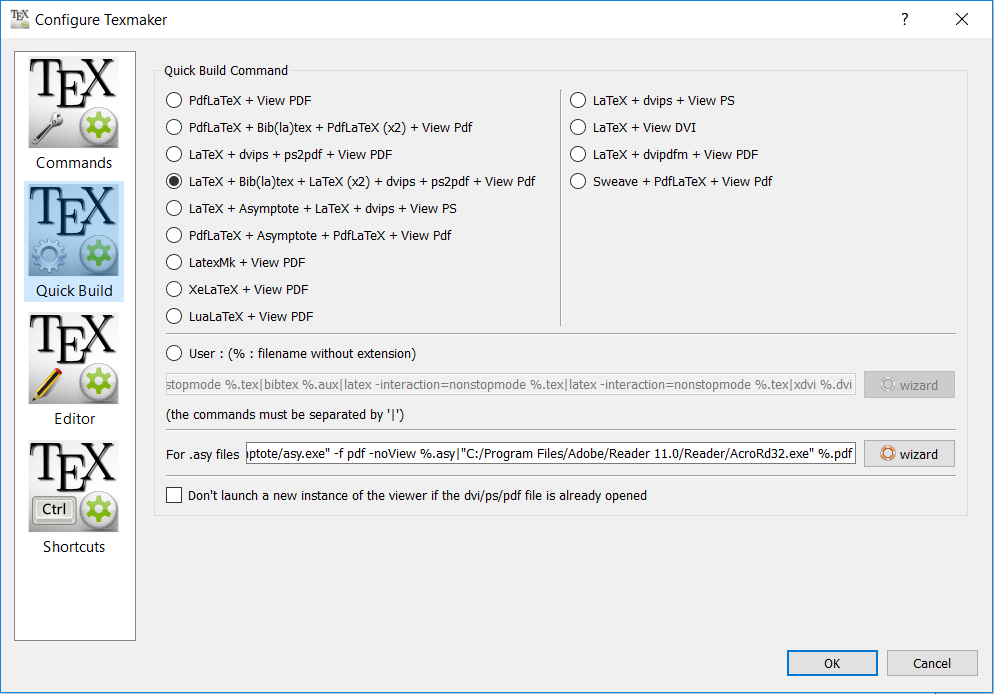 TEX Configure Texmaker
?
TEX
Commands
TEX
Quick Build
TEX
Editor
TEX
Ctrl
Shortcuts
Quick Build Command
PdfLaTeX + View PDF
PdfLaTeX + Bib(la)tex + PdfLaTeX (x2) + View Pdf
LaTeX + dvips + ps2pdf + View PDF
LaTeX + Bib(la)tex + LaTeX (x2) + dvips + ps2pdf + View Pdf
LaTeX + Asymptote + LaTeX + dvips + View PS
PdfLaTeX + Asymptote + PdfLaTeX + View Pdf
LatexMk + View PDF
XeLaTeX + View PDF
LuaLaTeX + View PDF
LaTeX + dvips + View PS
LaTeX + View DVI
LaTeX + dvipdfm + View PDF
Sweave + PdfLaTeX + View Pdf
User : (% : filename without extension)
stopmode %.tex|bibtex %.aux|latex -interaction=nonstopmode %.tex|latex -interaction=nonstopmode %.tex|xdvi %.dvi
wizard
(the commands must be separated by '|')
For .asy files
ptote/asy.exe" -f pdf -noView %.asy|"C:/Program Files/Adobe/Reader 11.0/Reader/AcroRd32.exe" %.pdf
wizard
Don't launch a new instance of the viewer if the dvi/ps/pdf file is already opened
OK
Cancel